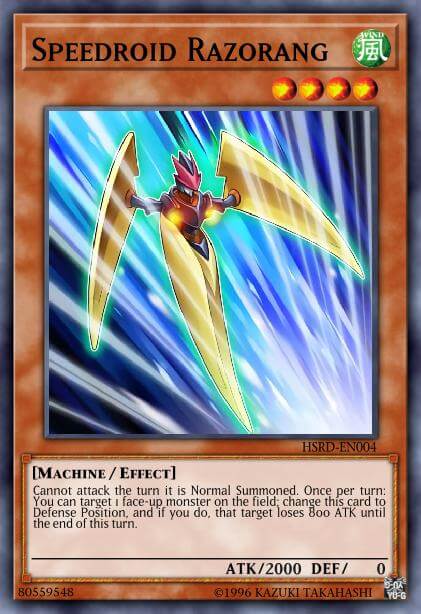 SPEEDROID RAZORANG
WIND
風
HSRD-EN004
[MACHINE / EFFECT]
Cannot attack the turn it is Normal Summoned. Once per turn:
You can target 1 face-up monster on the field; change this card to
Defense Position, and if you do, that target loses 800 ATK until
the end of this turn.
ATK/2000 DEF/ 0
80559548
©1996 KAZUKI TAKAHASHI